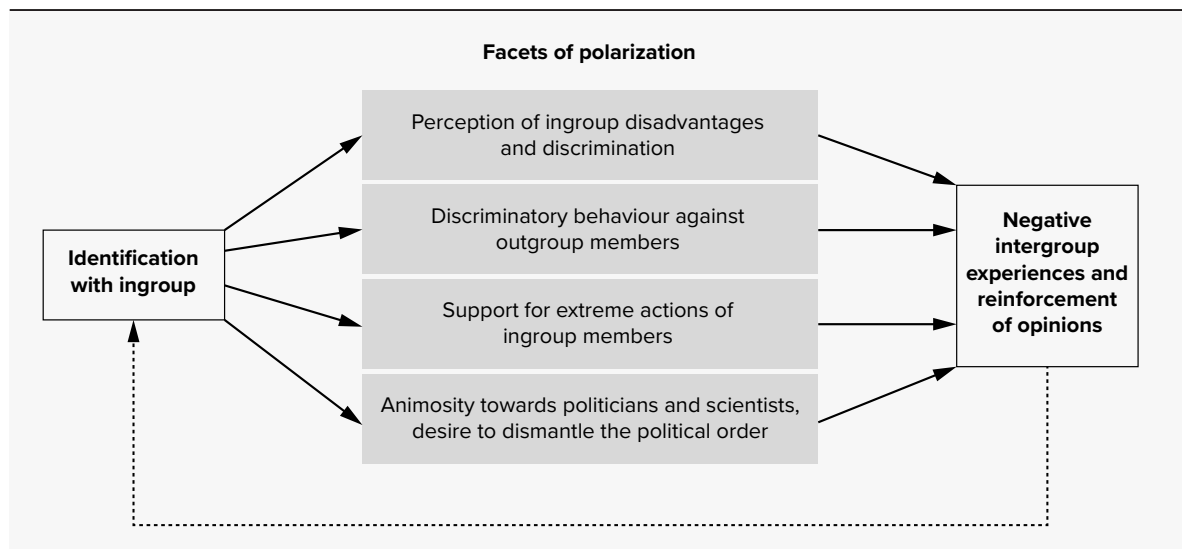 Facets of polarization
Perception of ingroup disadvantages
and discrimination
Discriminatory behaviour against
outgroup members
Identification
with ingroup
Support for extreme actions of
ingroup members
Animosity towards politicians and scientists,
desire to dismantle the political order
Negative
intergroup
experiences and
reinforcement
of opinions